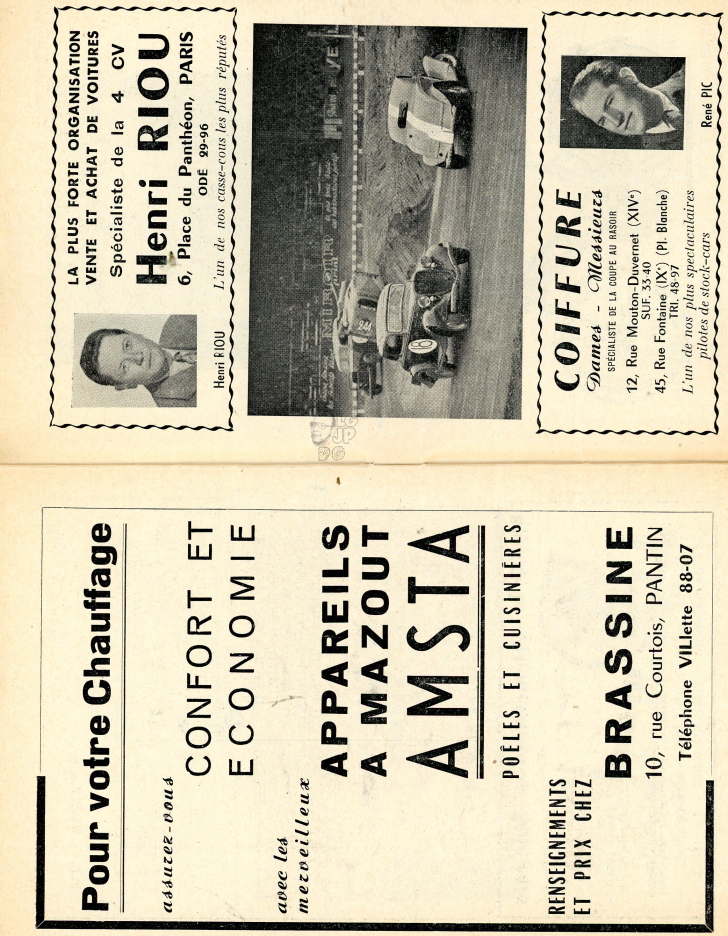 Pour votre Chauffage
assurez-vous
CONFORT ET
ECONOMIE
avec les
merveilleux
APPAREILS
A MAZOUT
AMSTA
POÊLES ET CUISINIÈRES
RENSEIGNEMENTS
ET PRIX CHEZ
BRASSINE
10, rue Courtois, PANTIN
Téléphone VILlette 88-07
LA PLUS FORTE ORGANISATION
VENTE ET ACHAT DE VOITURES
Spécialiste de la 4 CV
Henri RIOU
6, Place du Panthéon, PARIS
ODÉ 29-96
Henri RIOU
L'un de nos casse-cous les plus réputés
244
8
LG
JP
COIFFURE
Dames - Messieurs
SPÉCIALISTE DE LA COUPE AU RASOIR
12, Rue Mouton-Duvernet (XIVe)
SUF. 33-40
45, Rue Fontaine (IXe) (Pl. Blanche)
TRI. 48-97
L'un de nos plus spectaculaires
pilotes de stock-cars
René PIC